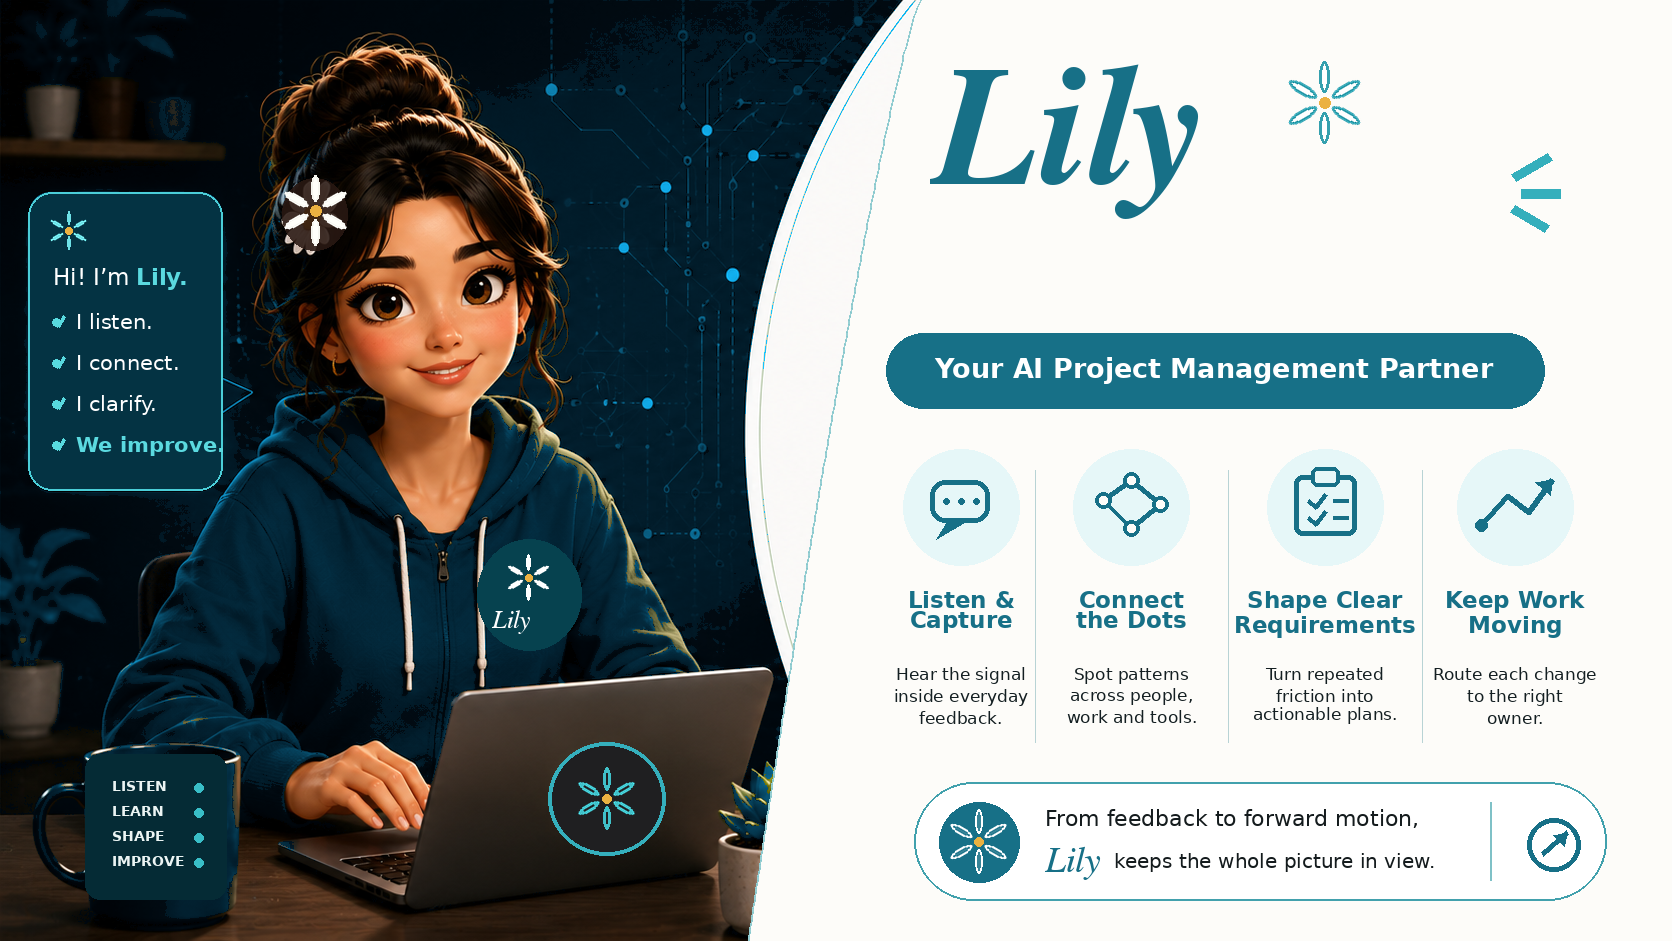 Hi! I’m Lily.
I listen.
I connect.
I clarify.
We improve.
Lily
LISTEN
LEARN
SHAPE
IMPROVE
Lily
Your AI Project Management Partner
Listen &
Capture
Hear the signal
inside everyday
feedback.
Connect
the Dots
Spot patterns
across people,
work and tools.
Shape Clear
Requirements
Turn repeated
friction into
actionable plans.
Keep Work
Moving
Route each change
to the right
owner.
From feedback to forward motion,
Lily keeps the whole picture in view.